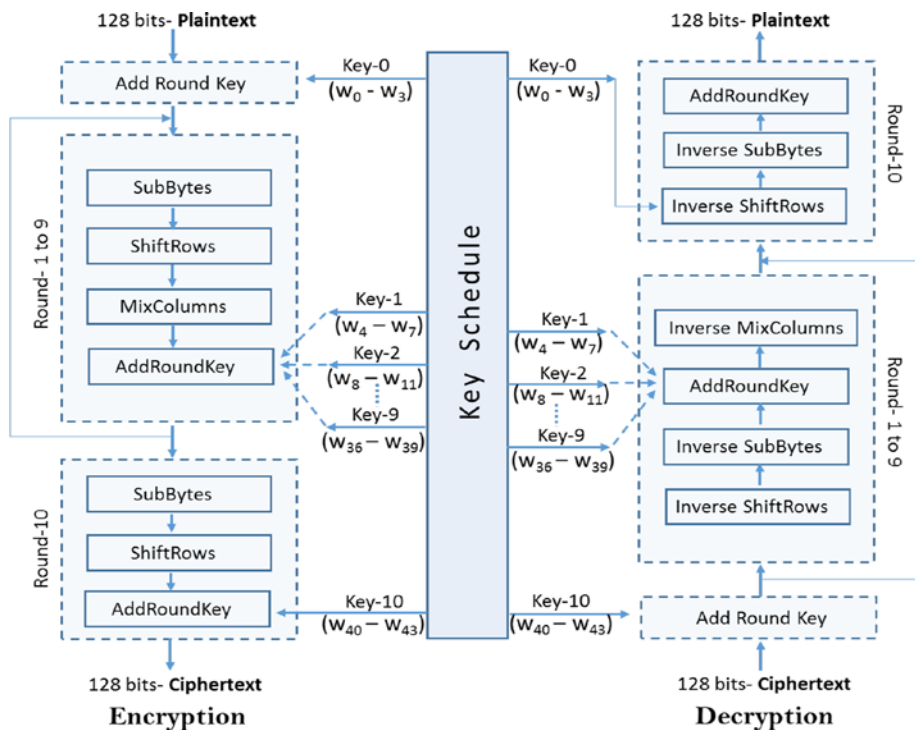 128 bits- Plaintext
Add Round Key
Round- 1 to 9
SubBytes
ShiftRows
MixColumns
AddRoundKey
Round-10
SubBytes
ShiftRows
AddRoundKey
128 bits- Ciphertext
Encryption
Key-0
(w0 - w3)
Key-1
(w4 – w7)
Key-2
(w8 – w11)
Key-9
(w36 – w39)
Key-10
(w40 – w43)
Key Schedule
Key-0
(w0 - w3)
Key-1
(w4 – w7)
Key-2
(w8 – w11)
Key-9
(w36 – w39)
Key-10
(w40 – w43)
128 bits- Plaintext
AddRoundKey
Inverse SubBytes
Inverse ShiftRows
Round-10
Inverse MixColumns
AddRoundKey
Inverse SubBytes
Inverse ShiftRows
Round- 1 to 9
Add Round Key
128 bits- Ciphertext
Decryption